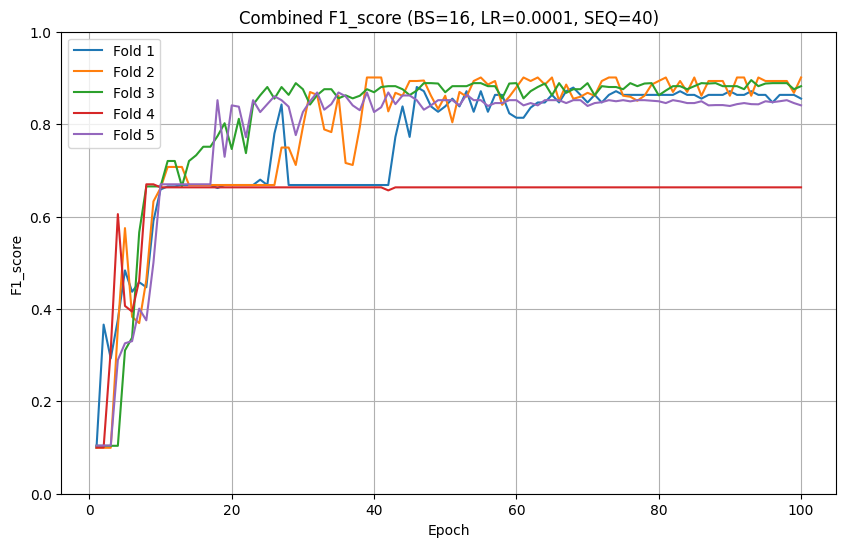 Combined F1_score (BS=16, LR=0.0001, SEQ=40)
Fold 1
Fold 2
Fold 3
Fold 4
Fold 5
1.0
0.8
0.6
0.4
0.2
0.0
F1_score
0
20
40
60
80
100
Epoch